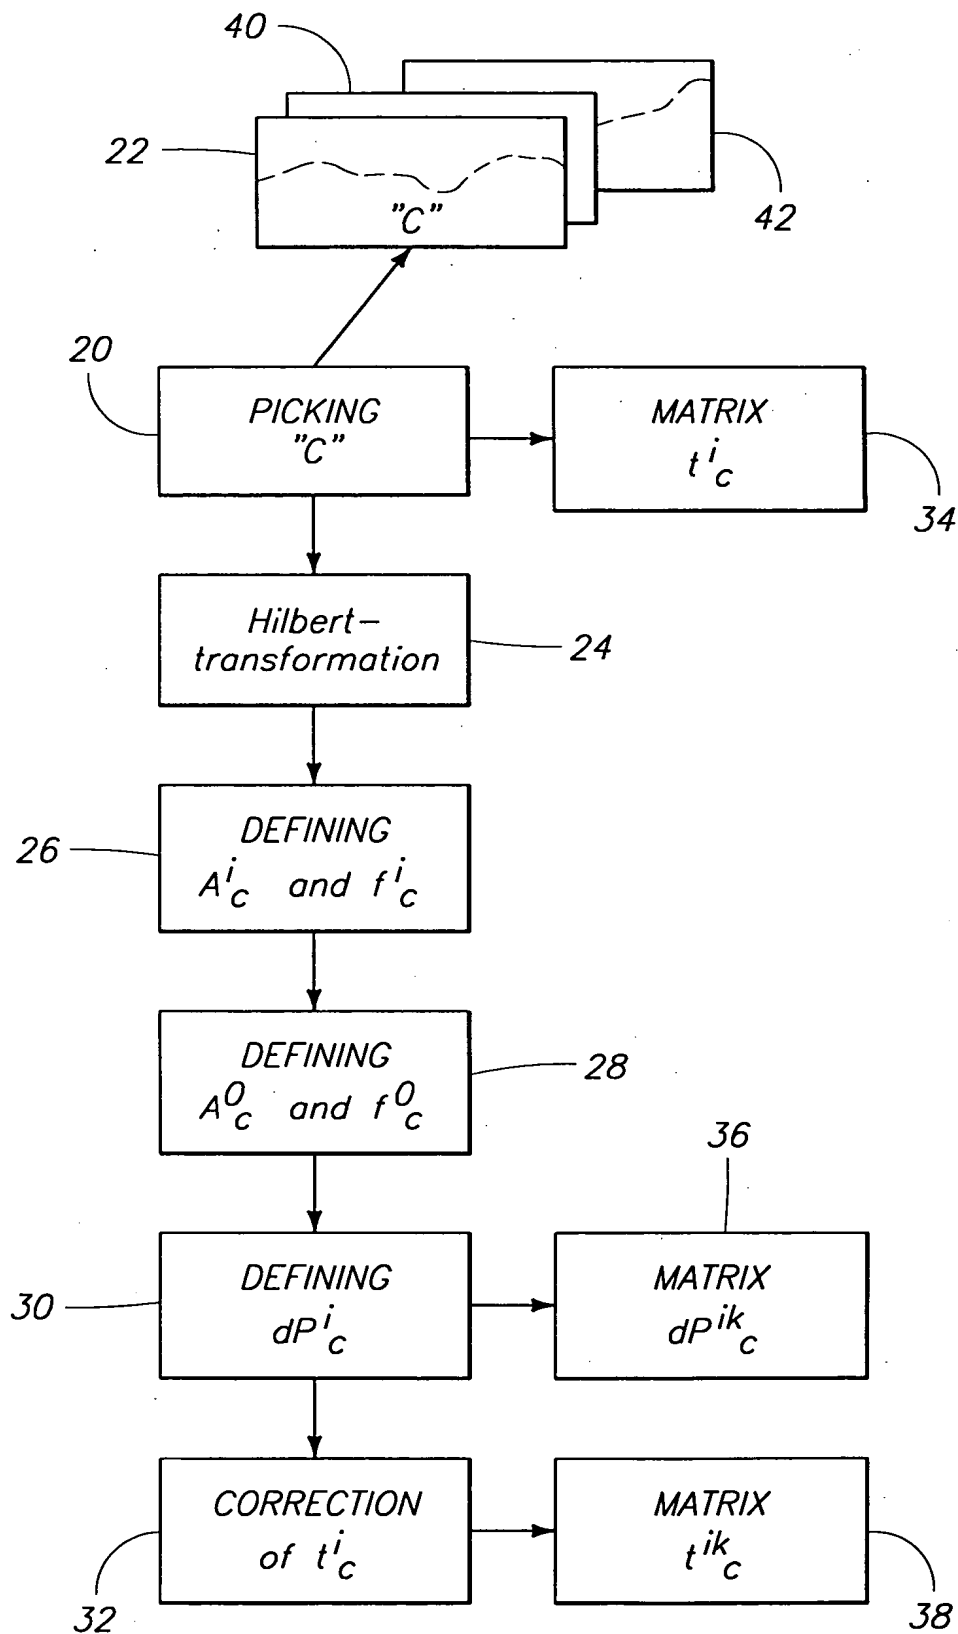 40
22
"C"
42
20
PICKING
"C"
MATRIX
t^i_c
34
Hilbert–
transformation
24
26
DEFINING
A^i_c and f^i_c
DEFINING
A^0_c and f^0_c
28
36
30
DEFINING
dP^i_c
MATRIX
dP^ik_c
CORRECTION
of t^i_c
MATRIX
t^ik_c
32
38